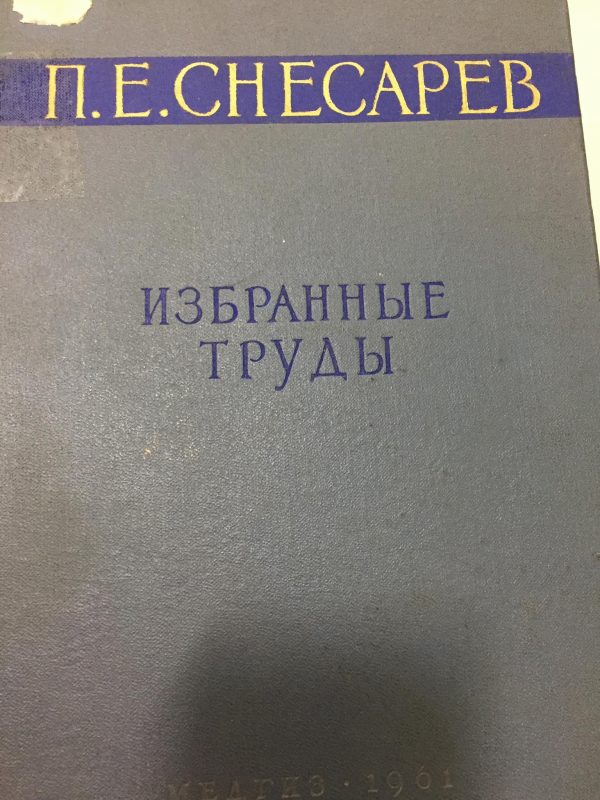 П.Е.СНЕСАРЕВ
ИЗБРАННЫЕ
ТРУДЫ
МЕДГИЗ · 1961